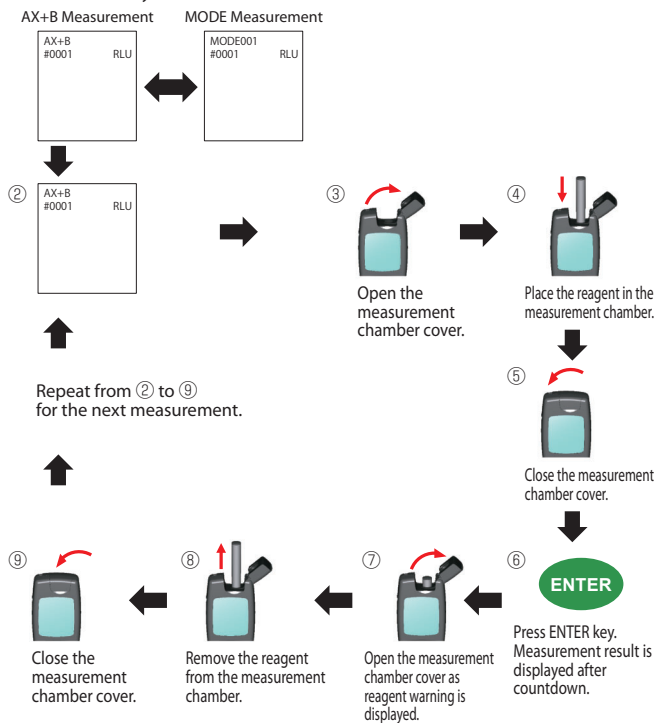 AX+B Measurement
MODE Measurement
AX+B
#0001 RLU
MODE001
#0001 RLU
②
AX+B
#0001 RLU
③
Open the
measurement
chamber cover.
④
Place the reagent in the
measurement chamber.
⑤
Close the measurement
chamber cover.
⑥
ENTER
Press ENTER key.
Measurement result is
displayed after
countdown.
⑦
Open the measurement
chamber cover as
reagent warning is
displayed.
⑧
Remove the reagent
from the measurement
chamber.
⑨
Close the
measurement
chamber cover.
Repeat from ② to ⑨
for the next measurement.